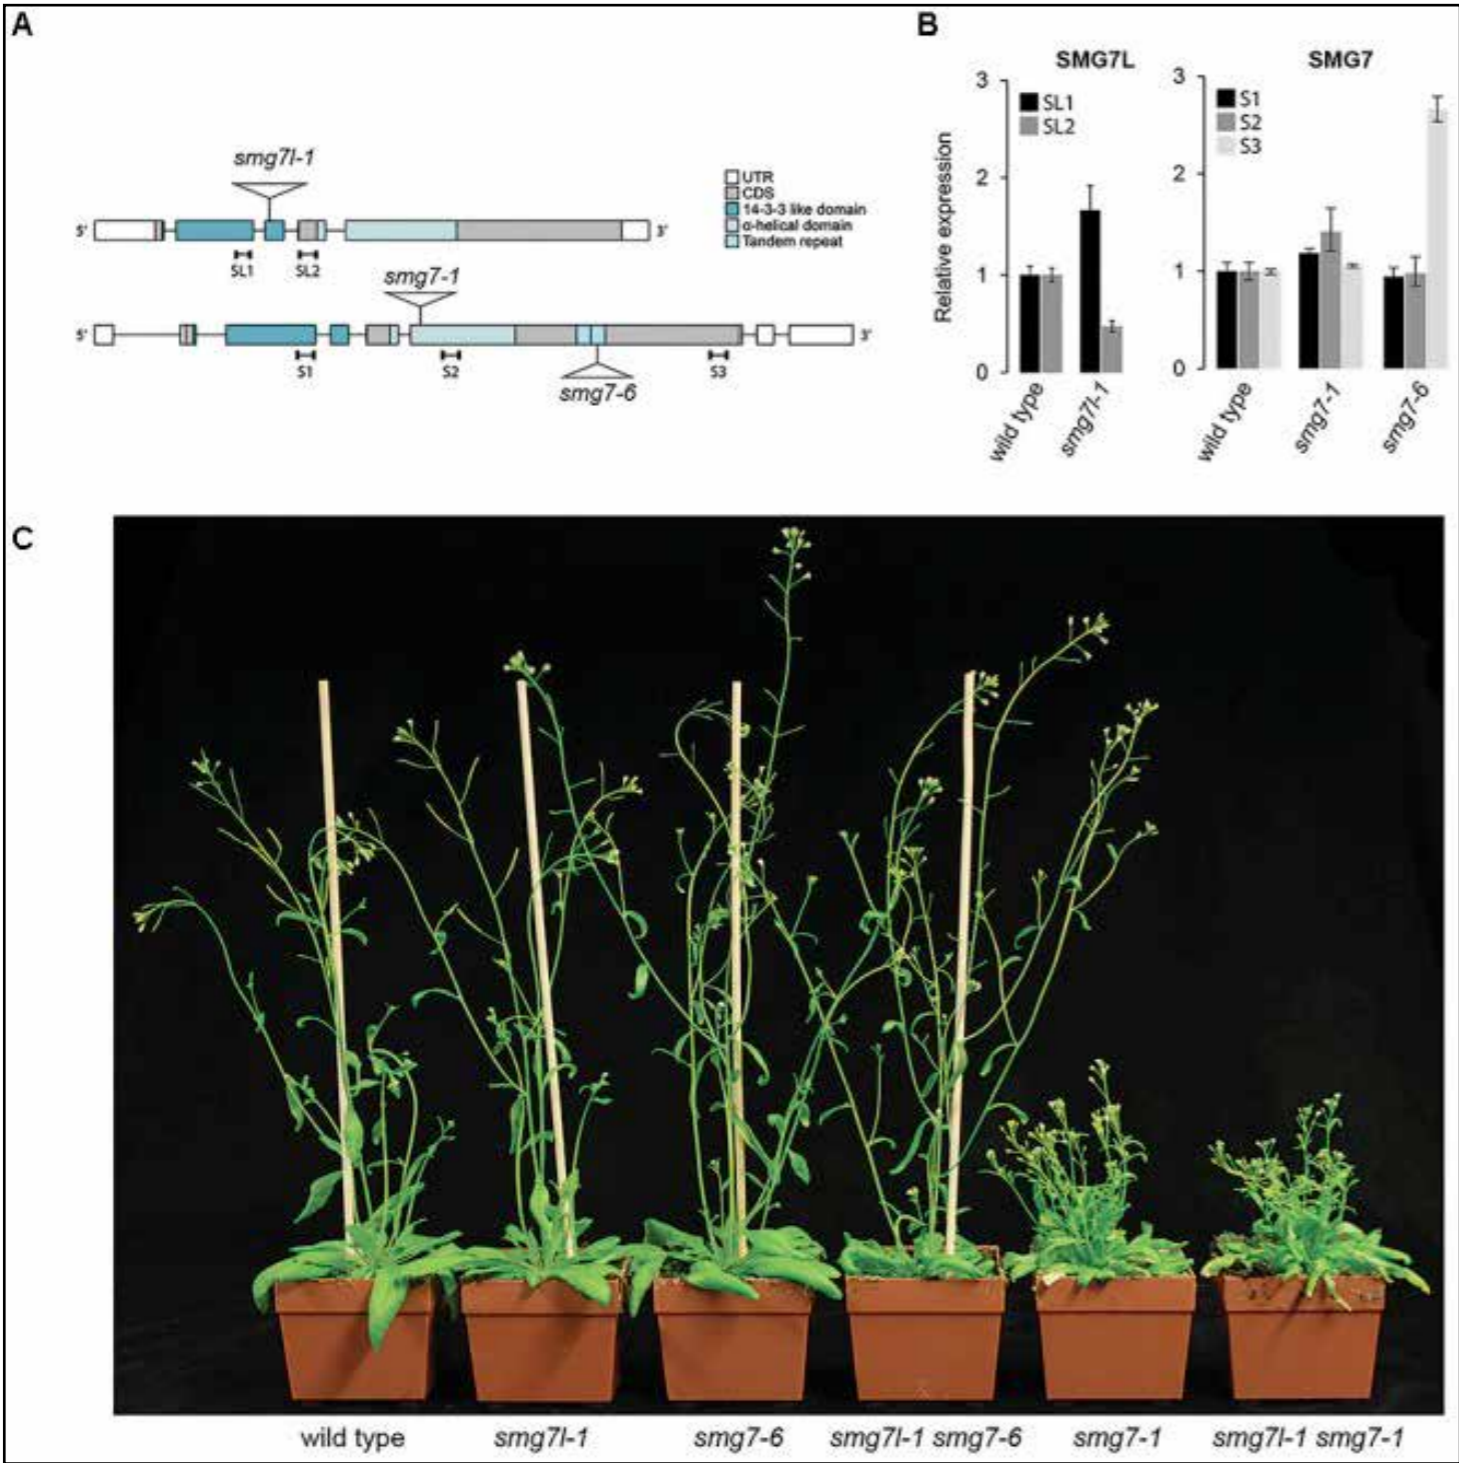 A
smg7l-1
UTR
CDS
14-3-3 like domain
α-helical domain
Tandem repeat
5'
3'
SL1
SL2
smg7-1
5'
3'
S1
S2
S3
smg7-6
B
SMG7L
SMG7
Relative expression
3
2
1
0
SL1
SL2
wild type
smg7l-1
3
2
1
0
S1
S2
S3
wild type
smg7-1
smg7-6
C
wild type
smg7l-1
smg7-6
smg7l-1 smg7-6
smg7-1
smg7l-1 smg7-1